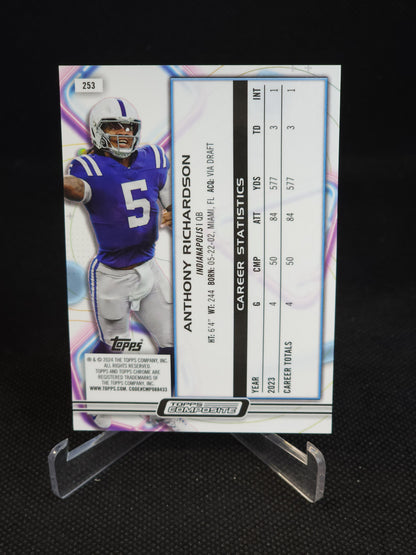 253
5
Topps
® & © 2024 THE TOPPS COMPANY, INC.
ALL RIGHTS RESERVED.
TOPPS AND TOPPS CHROME ARE
REGISTERED TRADEMARKS OF
THE TOPPS COMPANY, INC.
WWW.TOPPS.COM. CODE#CMP088433
ANTHONY RICHARDSON
INDIANAPOLIS | QB
HT: 6'4" WT: 244 BORN: 05-22-02, MIAMI, FL ACQ: VIA DRAFT
CAREER STATISTICS
YEAR G CMP ATT YDS TD INT
2023 4 50 84 577 3 1
CAREER TOTALS 4 50 84 577 3 1
TOPPS
COMPOSITE